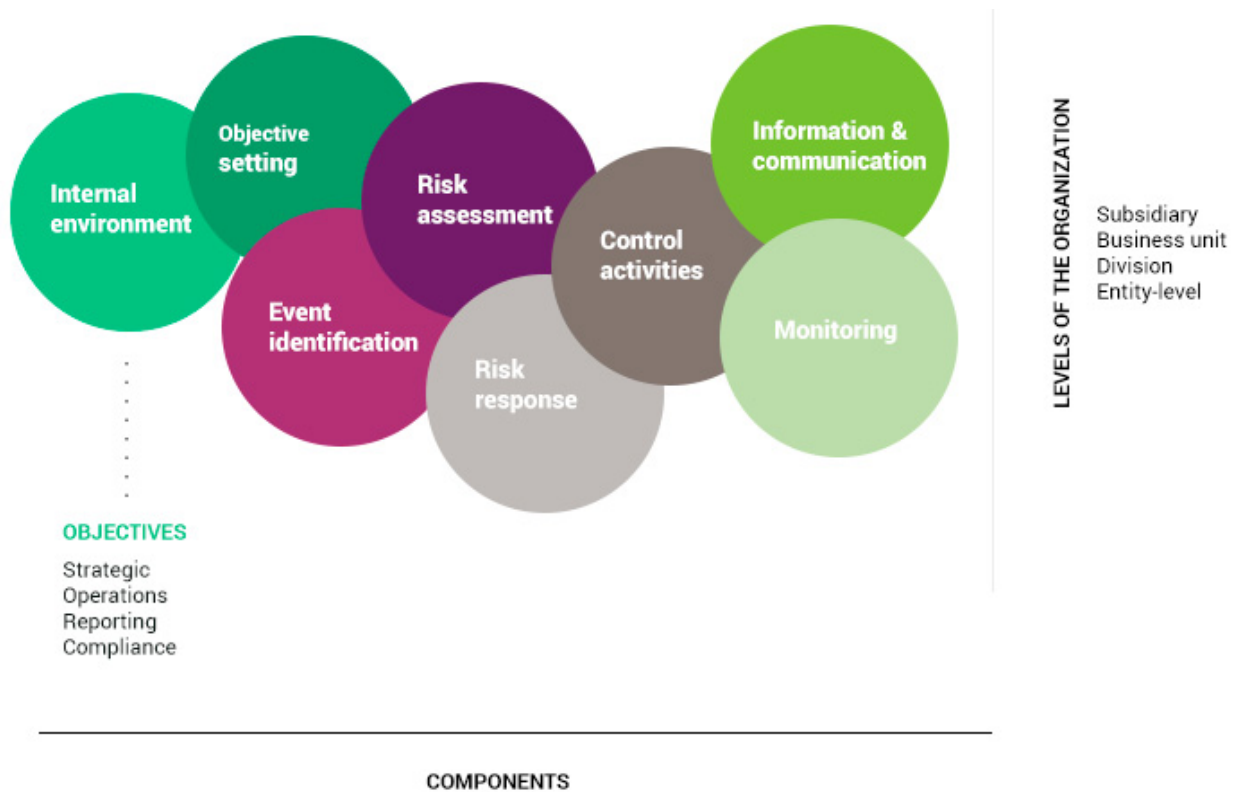 Internal
environment
Objective
setting
Event
identification
Risk
assessment
Risk
response
Control
activities
Information &
communication
Monitoring
OBJECTIVES
Strategic
Operations
Reporting
Compliance
COMPONENTS
LEVELS OF THE ORGANIZATION
Subsidiary
Business unit
Division
Entity-level